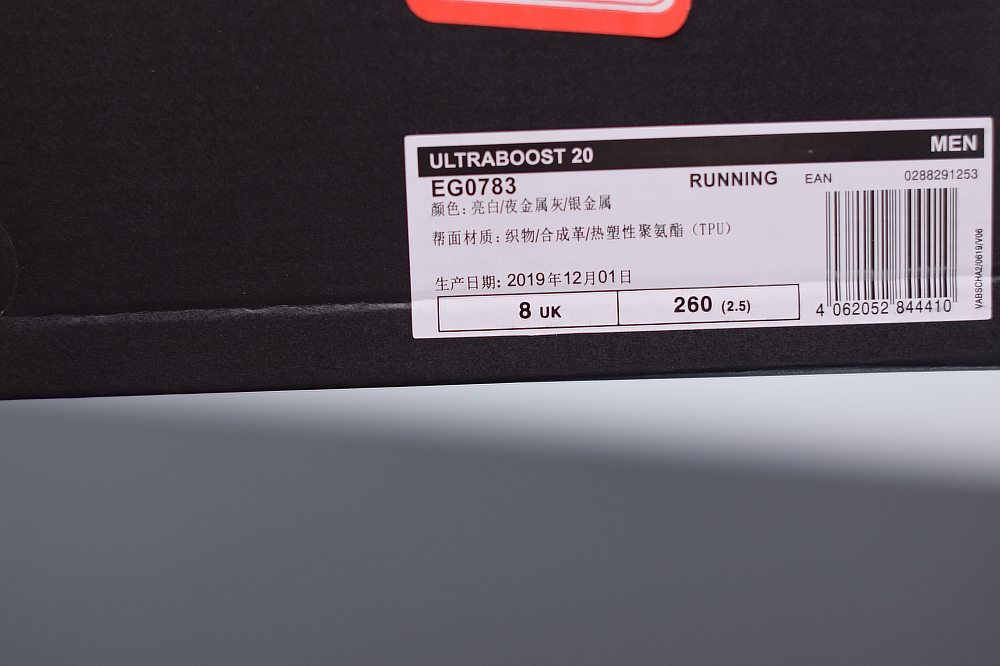 ULTRABOOST 20 MEN
EG0783 RUNNING EAN 0288291253
颜色: 亮白/夜金属灰/银金属
帮面材质: 织物/合成革/热塑性聚氨酯（TPU）
生产日期: 2019年12月01日
8 UK 260 (2.5)
4 062052 844410
VABSCHA2/0619/V06